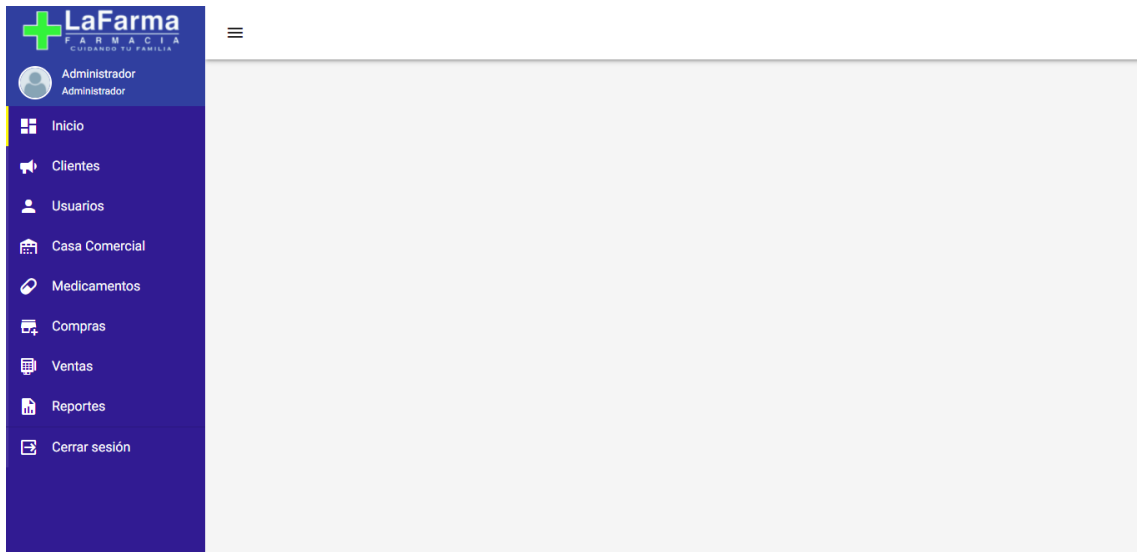 LaFarma
FARMACIA
CUIDANDO TU FAMILIA
Administrador
Administrador
Inicio
Clientes
Usuarios
Casa Comercial
Medicamentos
Compras
Ventas
Reportes
Cerrar sesión